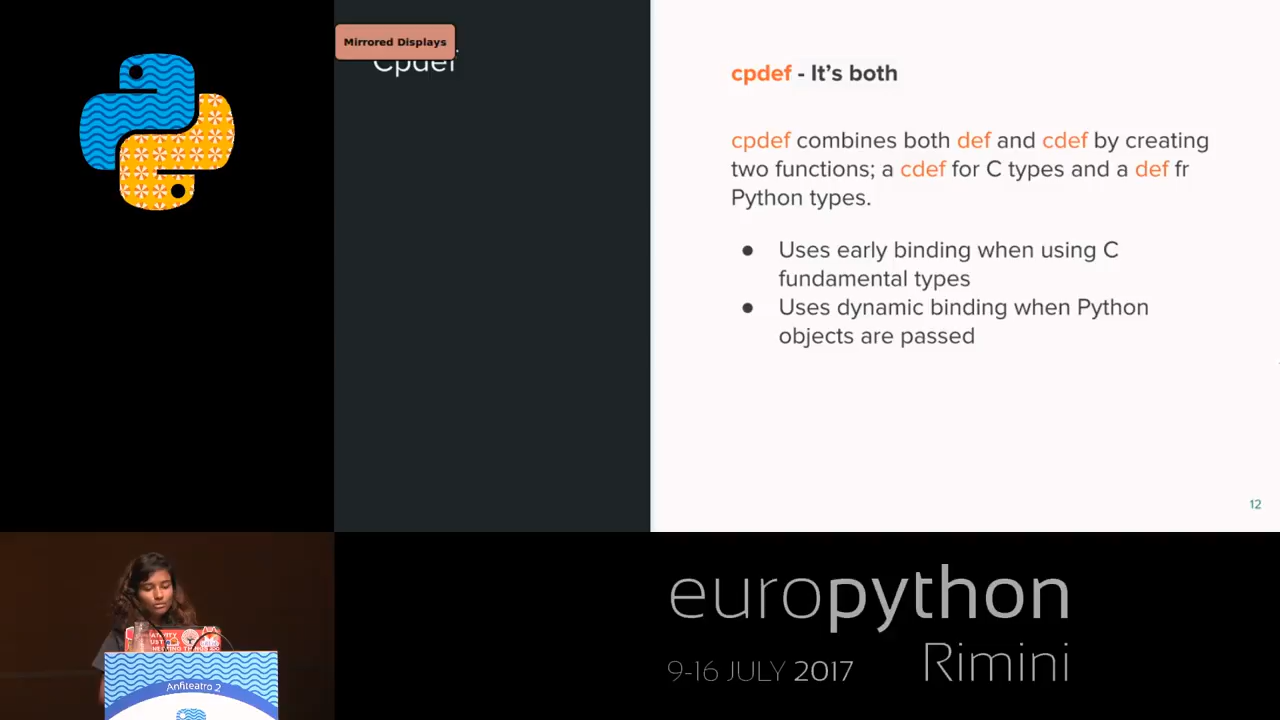 Mirrored Displays
Cpdef
cpdef - It's both
cpdef combines both def and cdef by creating
two functions; a cdef for C types and a def fr
Python types.
● Uses early binding when using C
fundamental types
● Uses dynamic binding when Python
objects are passed
12
europython
9-16 JULY 2017
Rimini
Anfiteatro 2